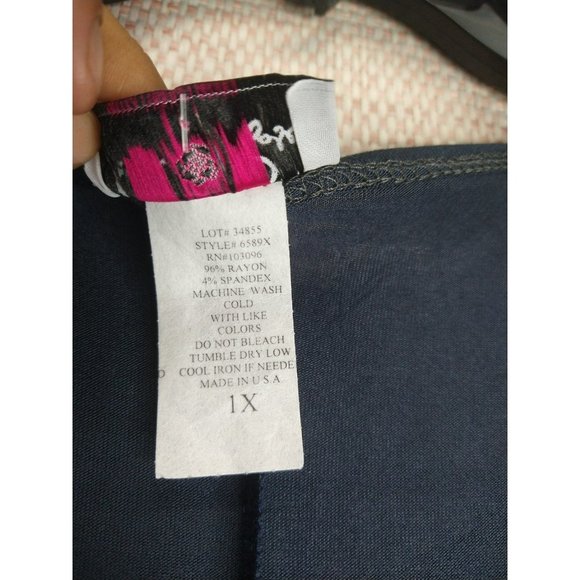 LOT# 34855
STYLE# 6589X
RN#103096
96% RAYON
4% SPANDEX
MACHINE WASH
COLD
WITH LIKE
COLORS
DO NOT BLEACH
TUMBLE DRY LOW
COOL IRON IF NEEDE
MADE IN U.S.A
1X